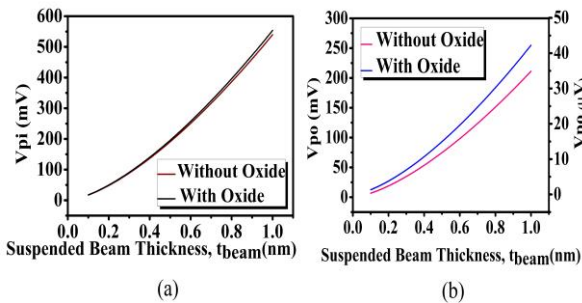 600
500
400
300
200
100
0
Vpi (mV)
Without Oxide
With Oxide
0.0 0.2 0.4 0.6 0.8 1.0
Suspended Beam Thickness, tbeam(nm)
(a)
300
250
200
150
100
50
0
Vpo (mV)
Without Oxide
With Oxide
50
40
30
20
10
0
Vpo (mV)
0.0 0.2 0.4 0.6 0.8 1.0
Suspended Beam Thickness, tbeam(nm)
(b)